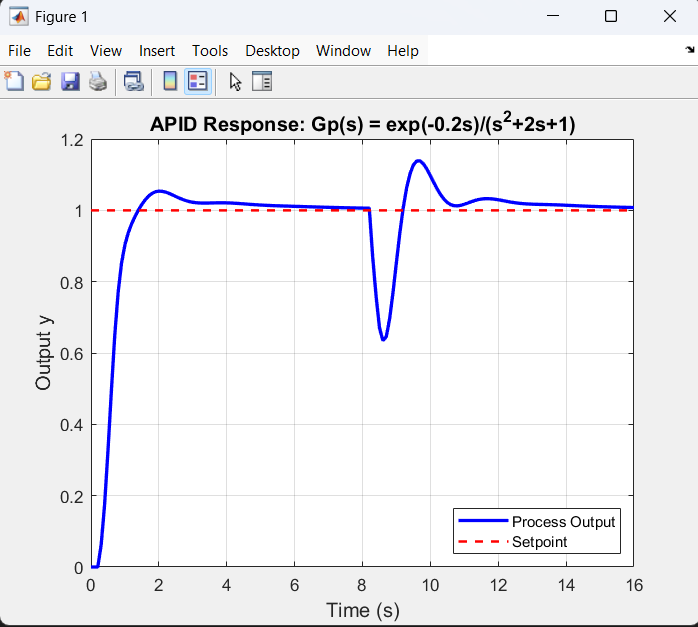 Figure 1
File Edit View Insert Tools Desktop Window Help
APID Response: Gp(s) = exp(-0.2s)/(s²+2s+1)
1.2
1
0.8
0.6
0.4
0.2
0
Output y
Process Output
Setpoint
0 2 4 6 8 10 12 14 16
Time (s)